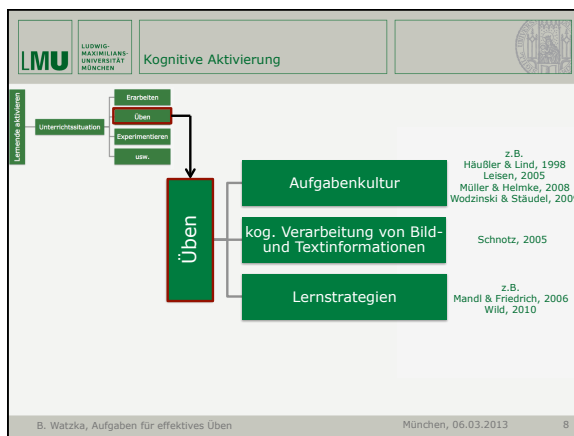 LMU
LUDWIG-
MAXIMILIANS-
UNIVERSITÄT
MÜNCHEN
Kognitive Aktivierung
Lernende aktivieren
Unterrichtssituation
Erarbeiten
Üben
Experimentieren
usw.
Üben
Aufgabenkultur
z.B.
Häußler & Lind, 1998
Leisen, 2005
Müller & Helmke, 2008
Wodzinski & Stäudel, 2009
kog. Verarbeitung von Bild-
und Textinformationen
Schnotz, 2005
Lernstrategien
z.B.
Mandl & Friedrich, 2006
Wild, 2010
B. Watzka, Aufgaben für effektives Üben
München, 06.03.2013
8